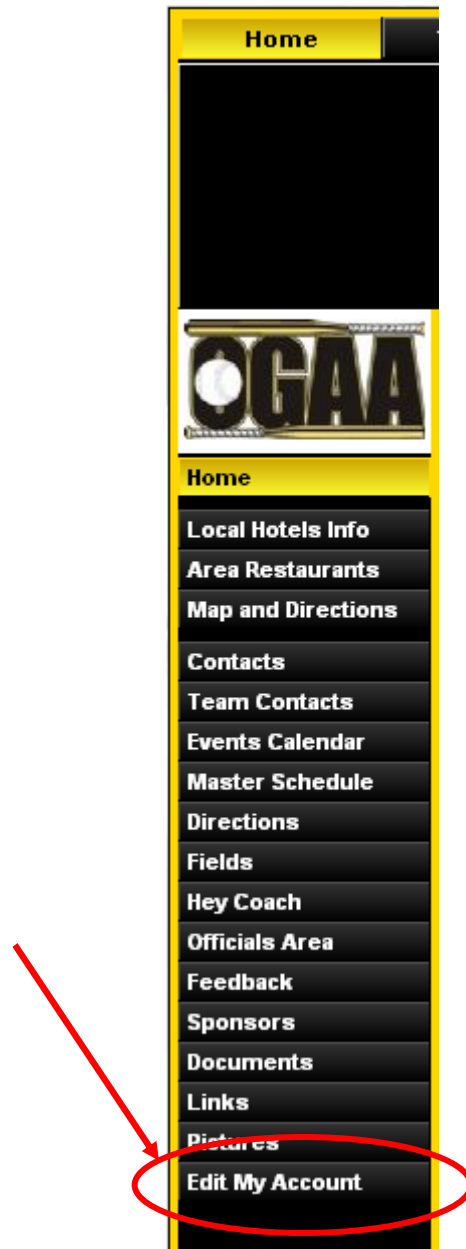 Home
OGAA
Home
Local Hotels Info
Area Restaurants
Map and Directions
Contacts
Team Contacts
Events Calendar
Master Schedule
Directions
Fields
Hey Coach
Officials Area
Feedback
Sponsors
Documents
Links
Pictures
Edit My Account